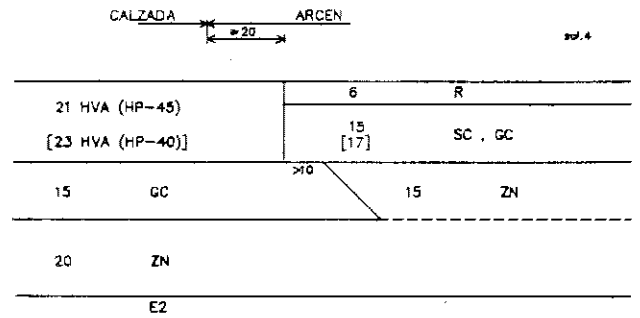 CALZADA ARCEN
≈20
sol.4
6 R
21 HVA (HP-45)
[23 HVA (HP-40)]
15 SC , GC
[17]
>10
15 GC 15 ZN
20 ZN
E2